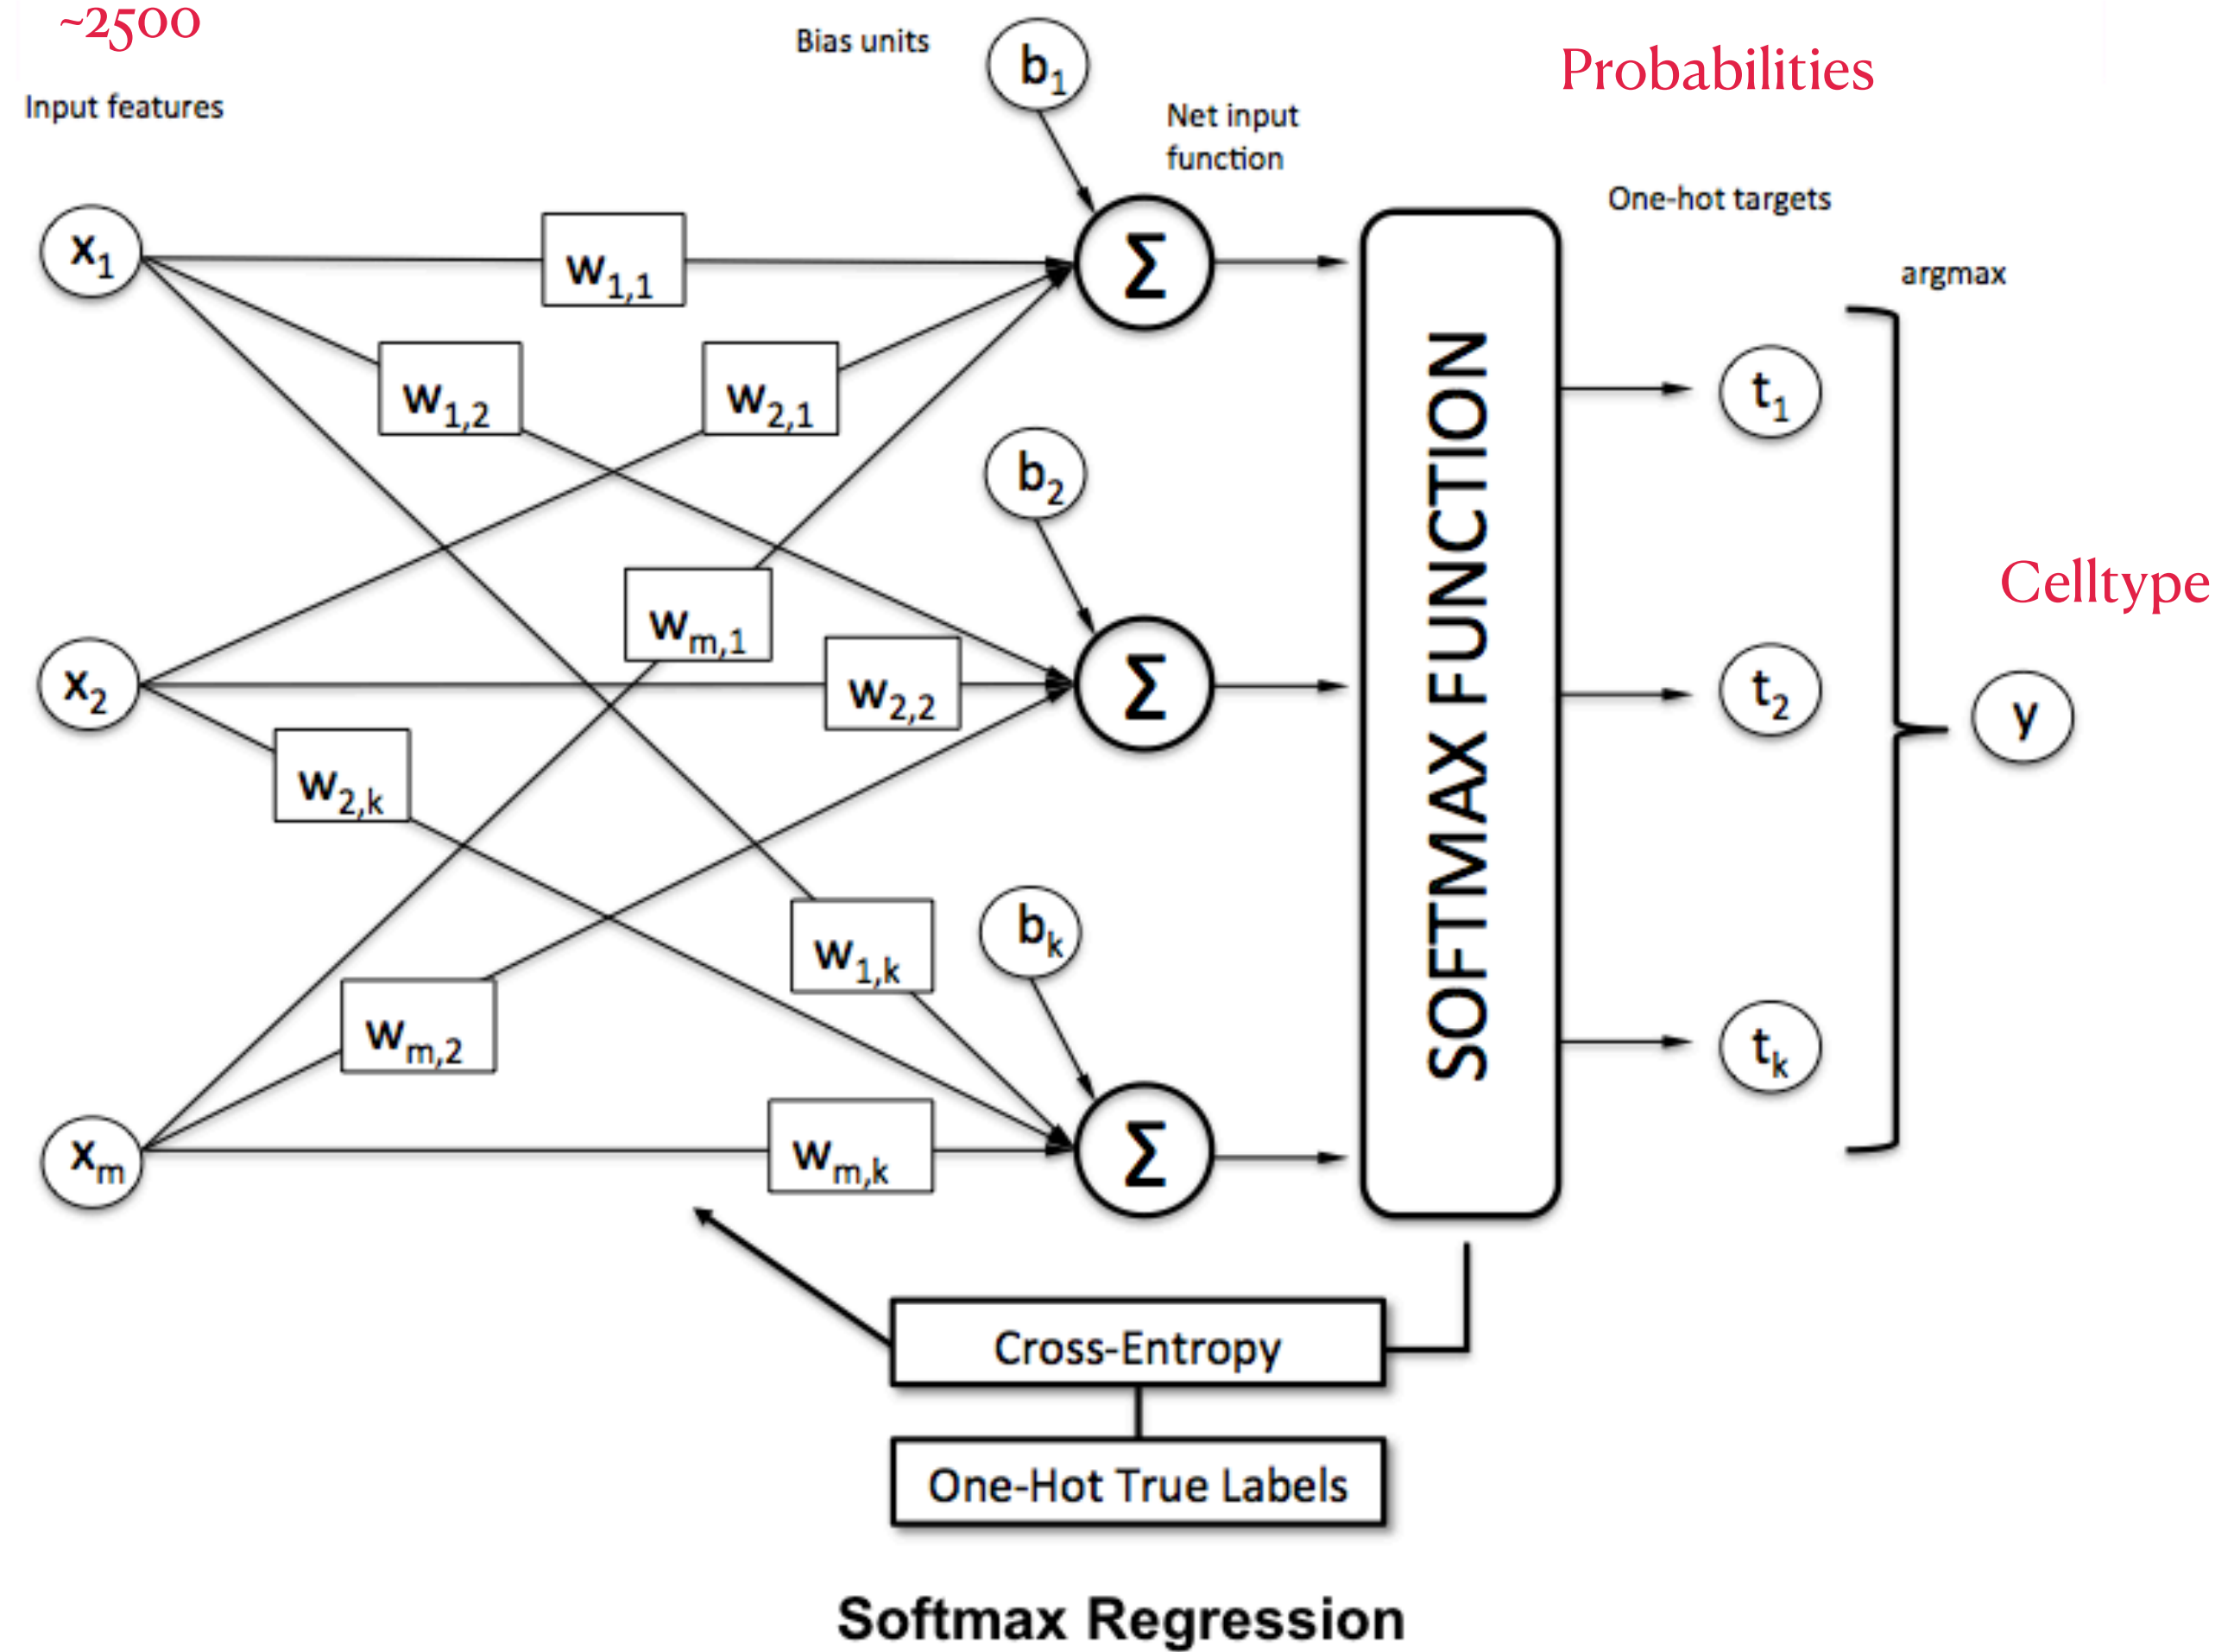 ~2500
Input features
Bias units
b1
Net input
function
Probabilities
One-hot targets
argmax
x1
w1,1
Σ
w1,2
w2,1
t1
b2
Celltype
wm,1
x2
w2,2
Σ
t2
y
w2,k
SOFTMAX FUNCTION
w1,k
bk
wm,2
tk
xm
wm,k
Σ
Cross-Entropy
One-Hot True Labels
Softmax Regression